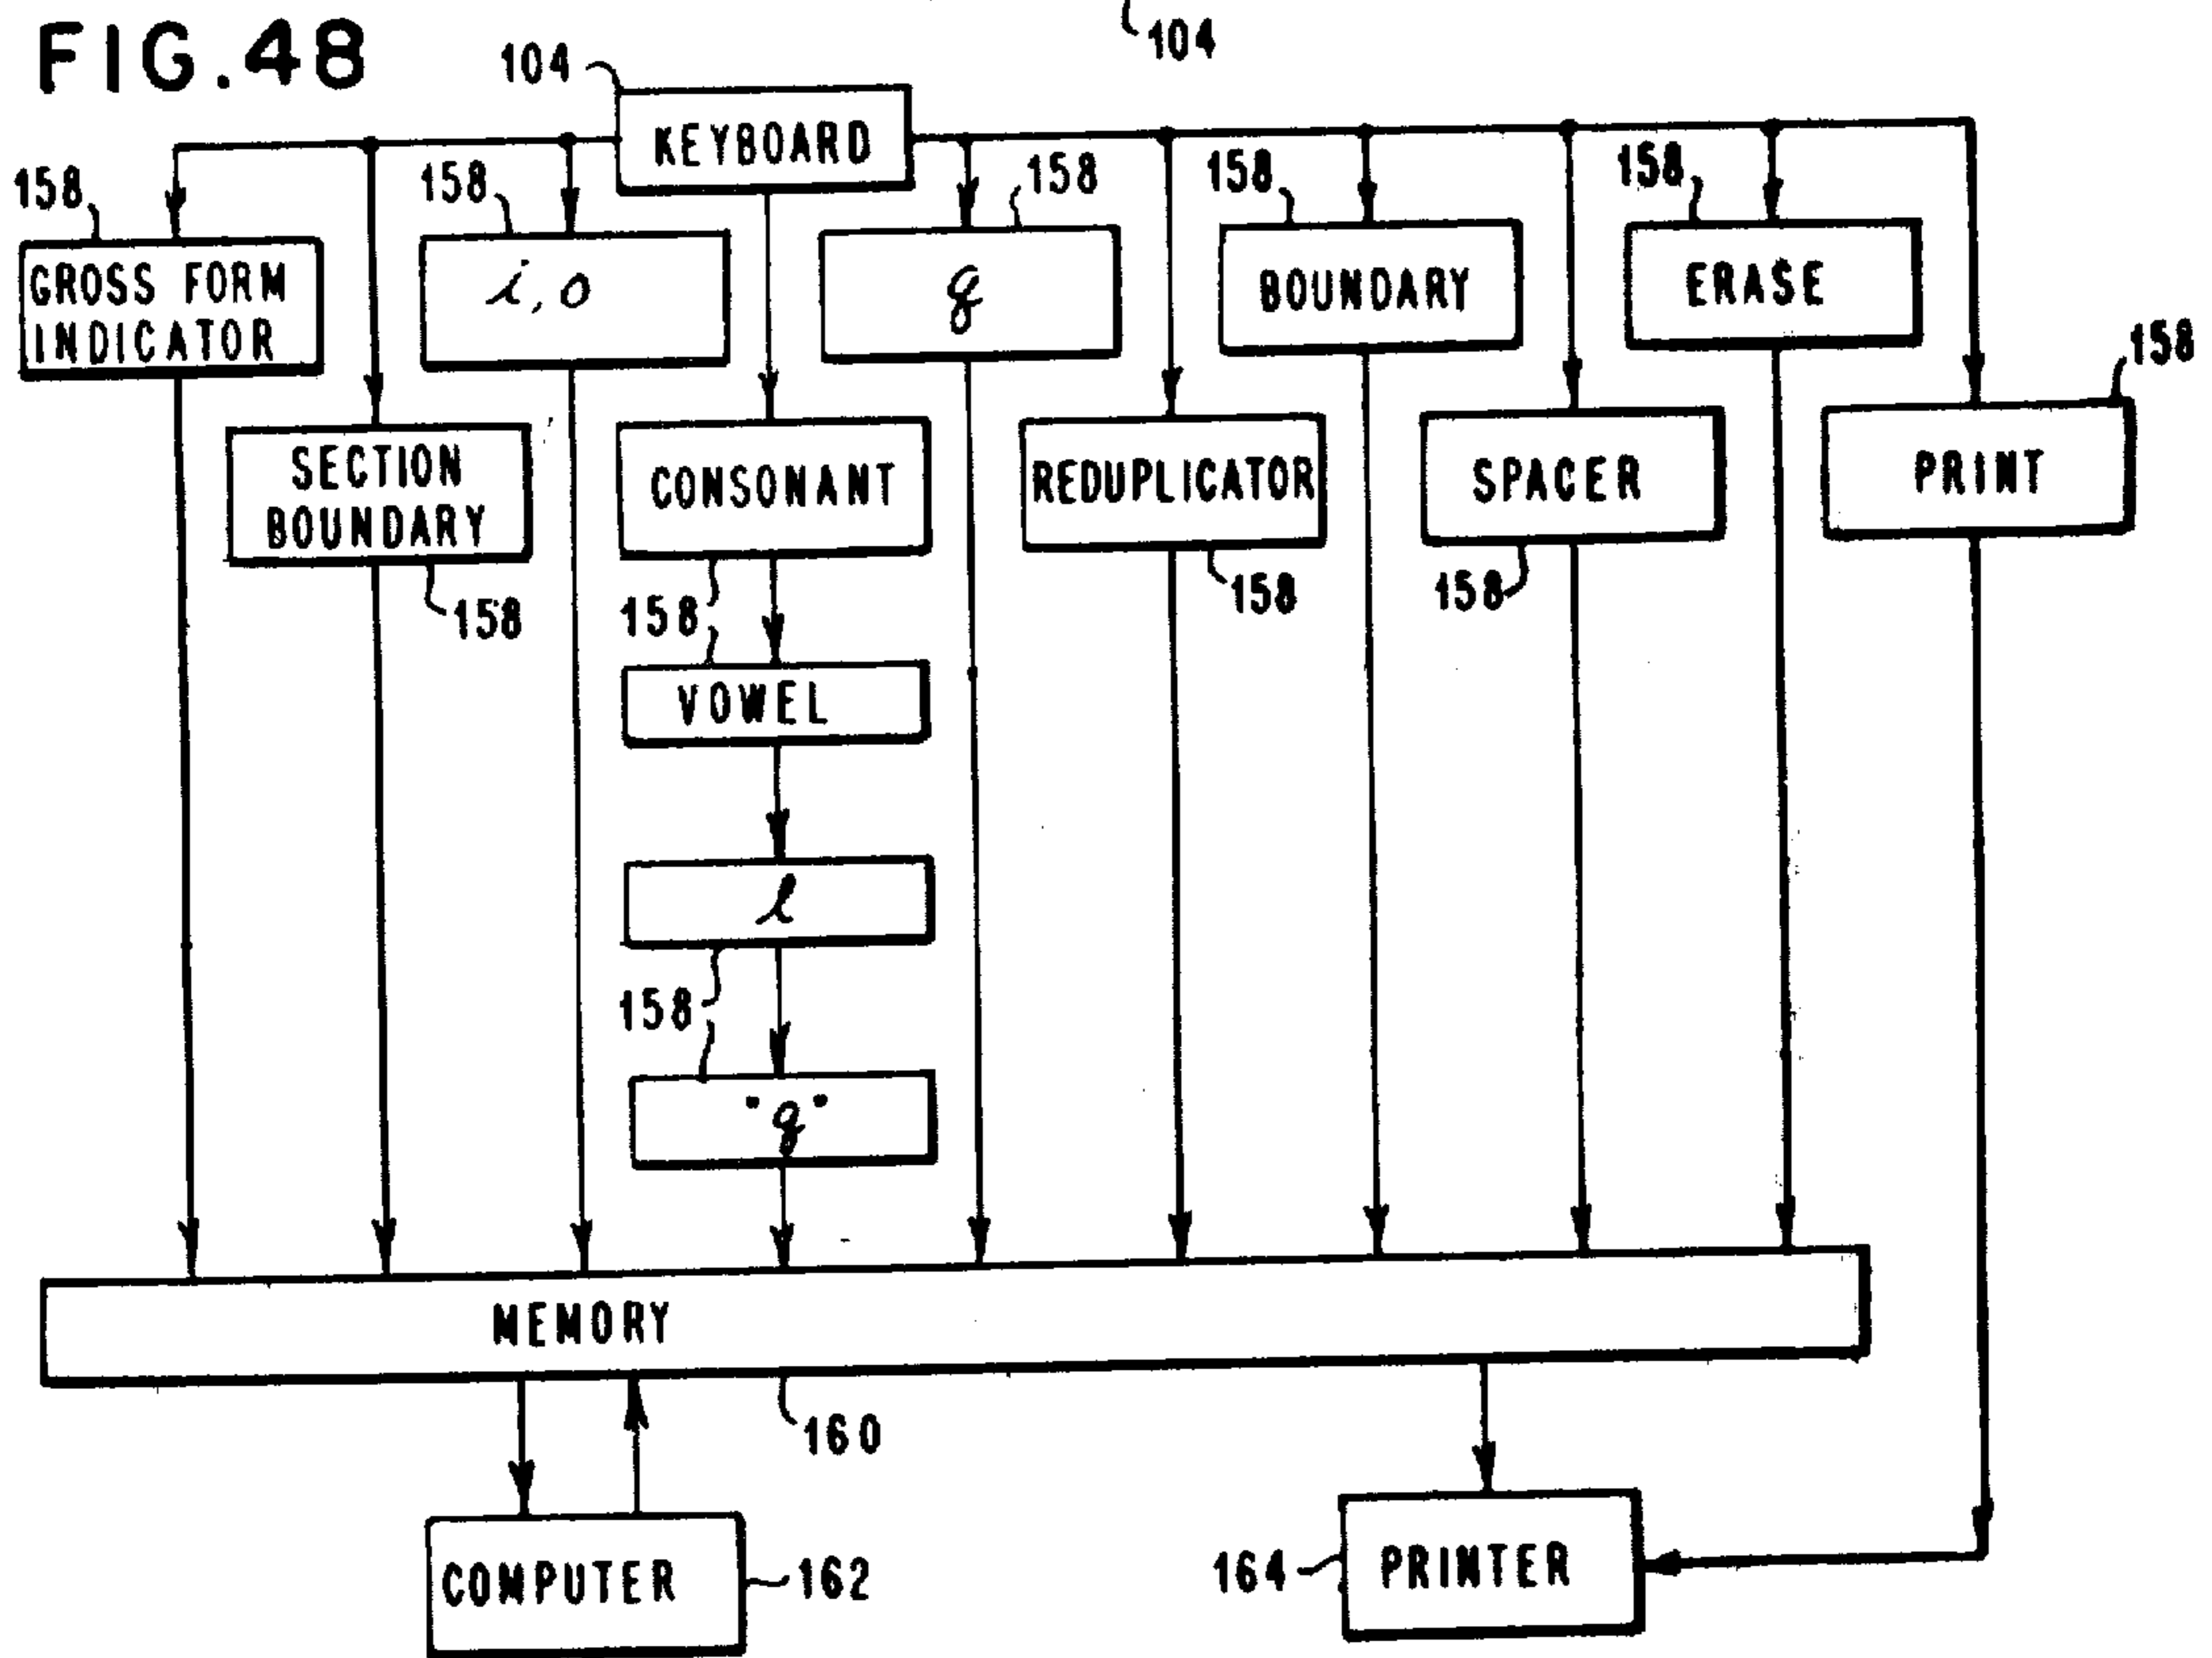 104
FIG.48
104
KEYBOARD
158
158
158
158
158
GROSS FORM
INDICATOR
i, o
g
BOUNDARY
ERASE
158
SECTION
BOUNDARY
CONSONANT
REDUPLICATOR
SPACER
PRINT
158
158
158
158
VOWEL
l
158
"g"
MEMORY
160
COMPUTER
162
164
PRINTER